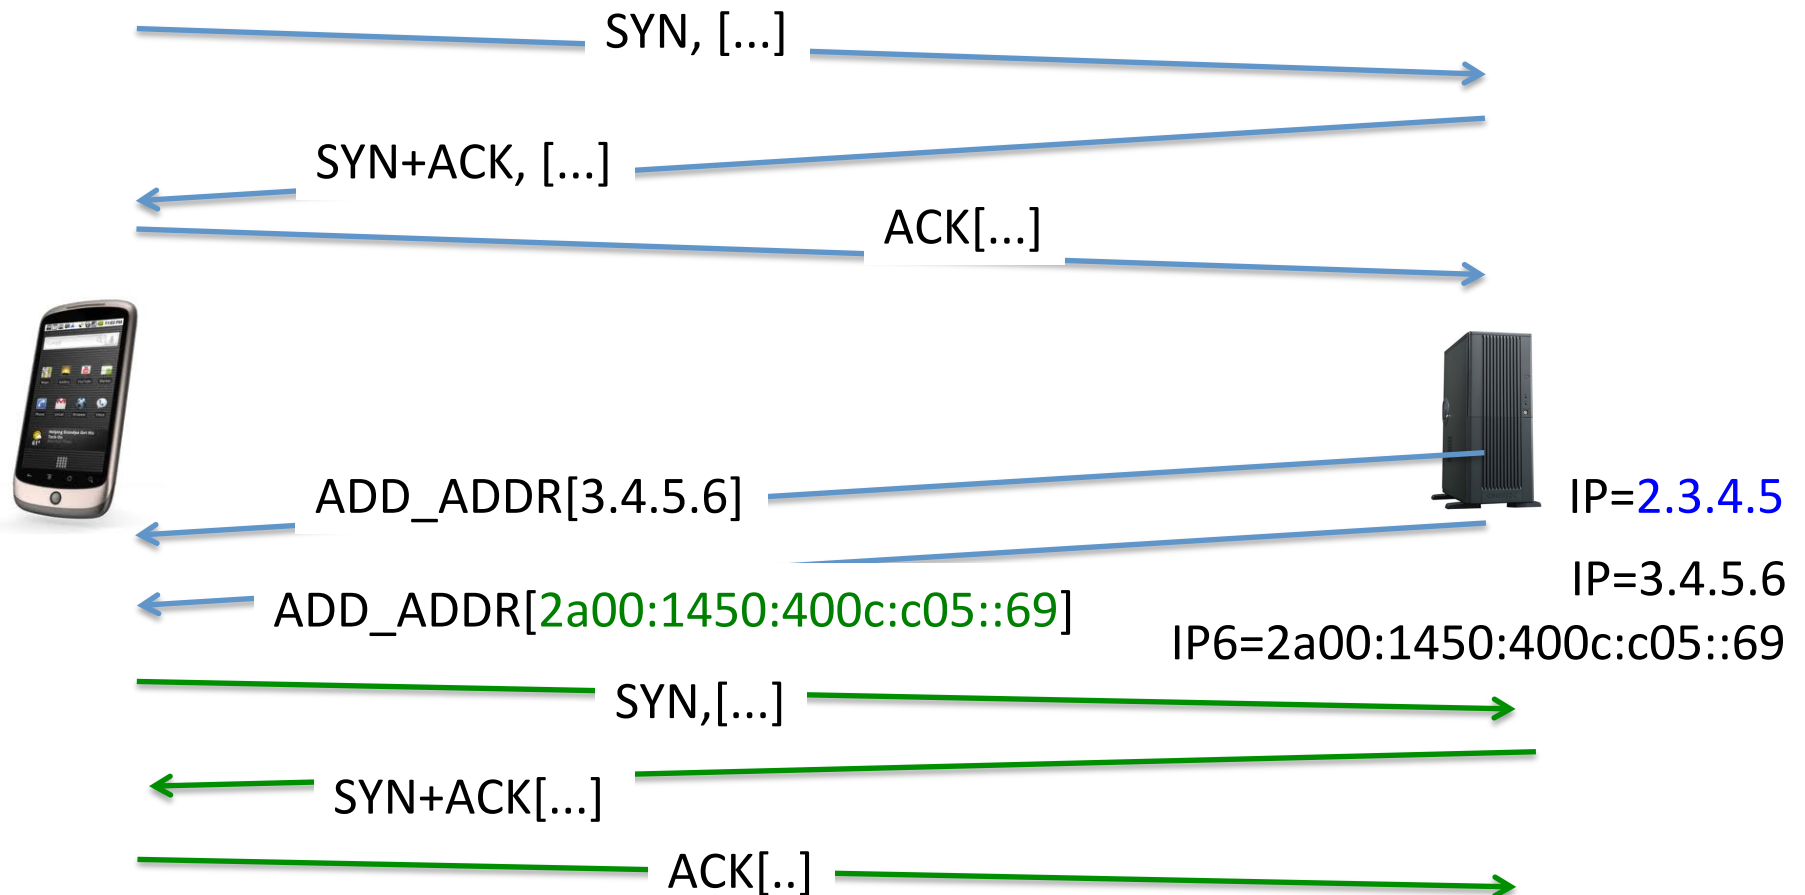 SYN, [...]
SYN+ACK, [...]
ACK[...]
ADD_ADDR[3.4.5.6]
IP=2.3.4.5
IP=3.4.5.6
ADD_ADDR[2a00:1450:400c:c05::69]
IP6=2a00:1450:400c:c05::69
SYN,[...]
SYN+ACK[...]
ACK[..]